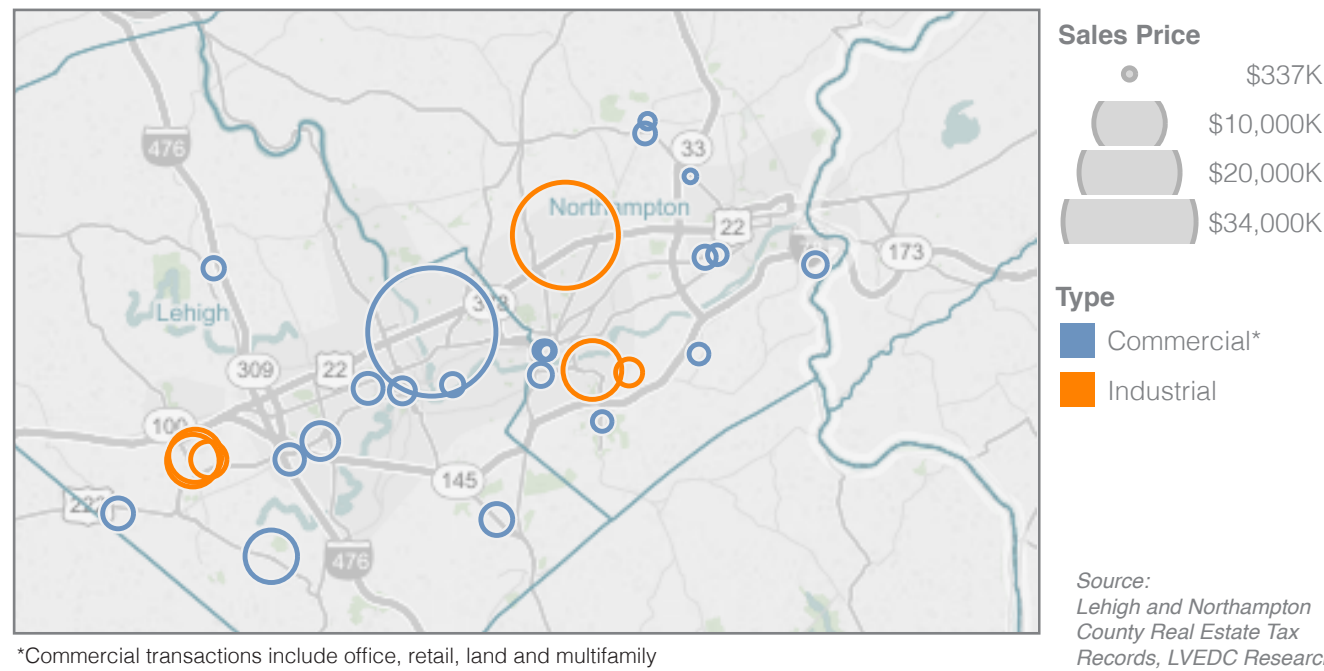 Sales Price
$337K
$10,000K
$20,000K
$34,000K
Type
Commercial*
Industrial
476
33
Northampton
22
173
Lehigh
309
22
100
145
476
Source:
Lehigh and Northampton
County Real Estate Tax
Records, LVEDC
*Commercial transactions include office, retail, land and multifamily